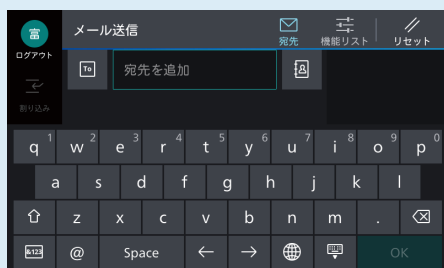 富
ログアウト
割り込み
メール送信
宛先
機能リスト
リセット
To
宛先を追加
q 1 w 2 e 3 r 4 t 5 y 6 u 7 i 8 o 9 p 0
a s d f g h j k l
z x c v b n m .
&123 @ Space ← → OK